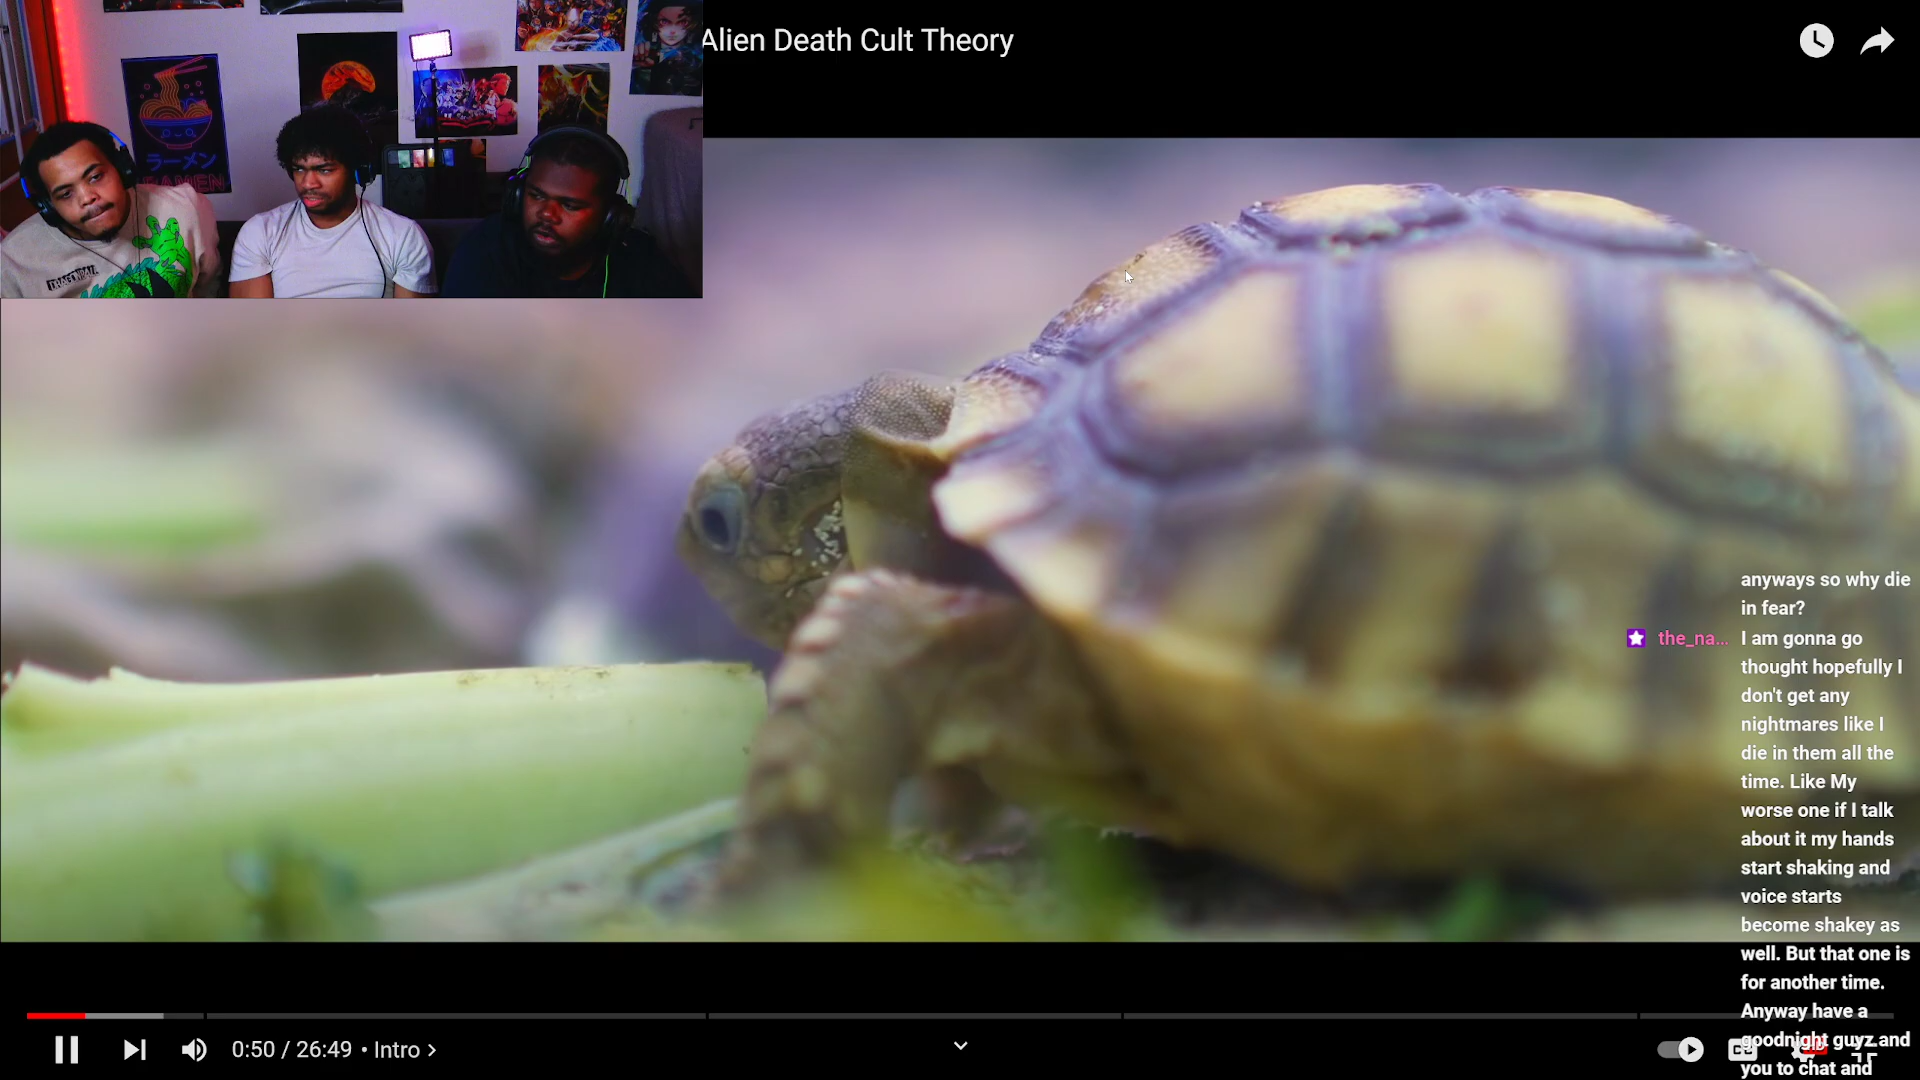 Alien Death Cult Theory
ラーメン
RAMEN
DRAGONBALL
anyways so why die
in fear?
the_na... I am gonna go
thought hopefully I
don't get any
nightmares like I
die in them all the
time. Like My
worse one if I talk
about it my hands
start shaking and
voice starts
become shakey as
well. But that one is
for another time.
Anyway have a
goodnight guyz and
you to chat and
0:50 / 26:49 • Intro >
CC
HD